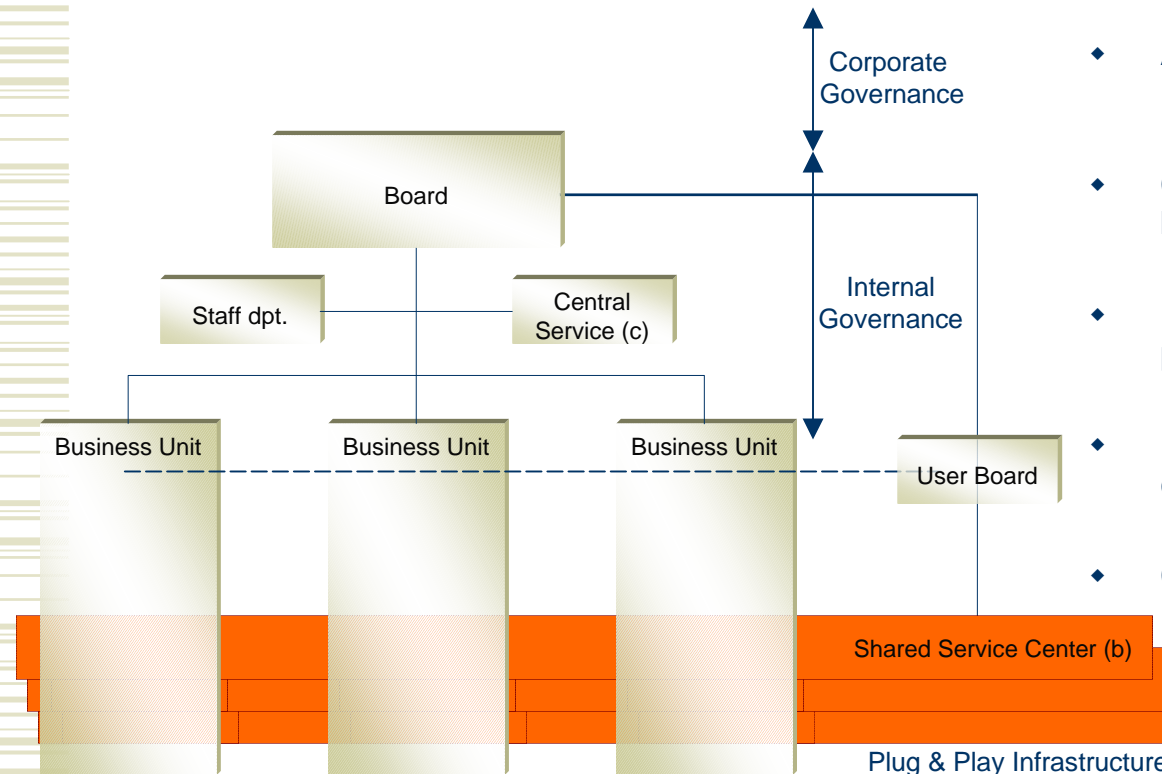 Corporate
Governance
Board
Internal
Governance
Staff dpt.
Central
Service (c)
Business Unit
Business Unit
Business Unit
User Board
Shared Service Center (b)
Plug & Play Infrastructure